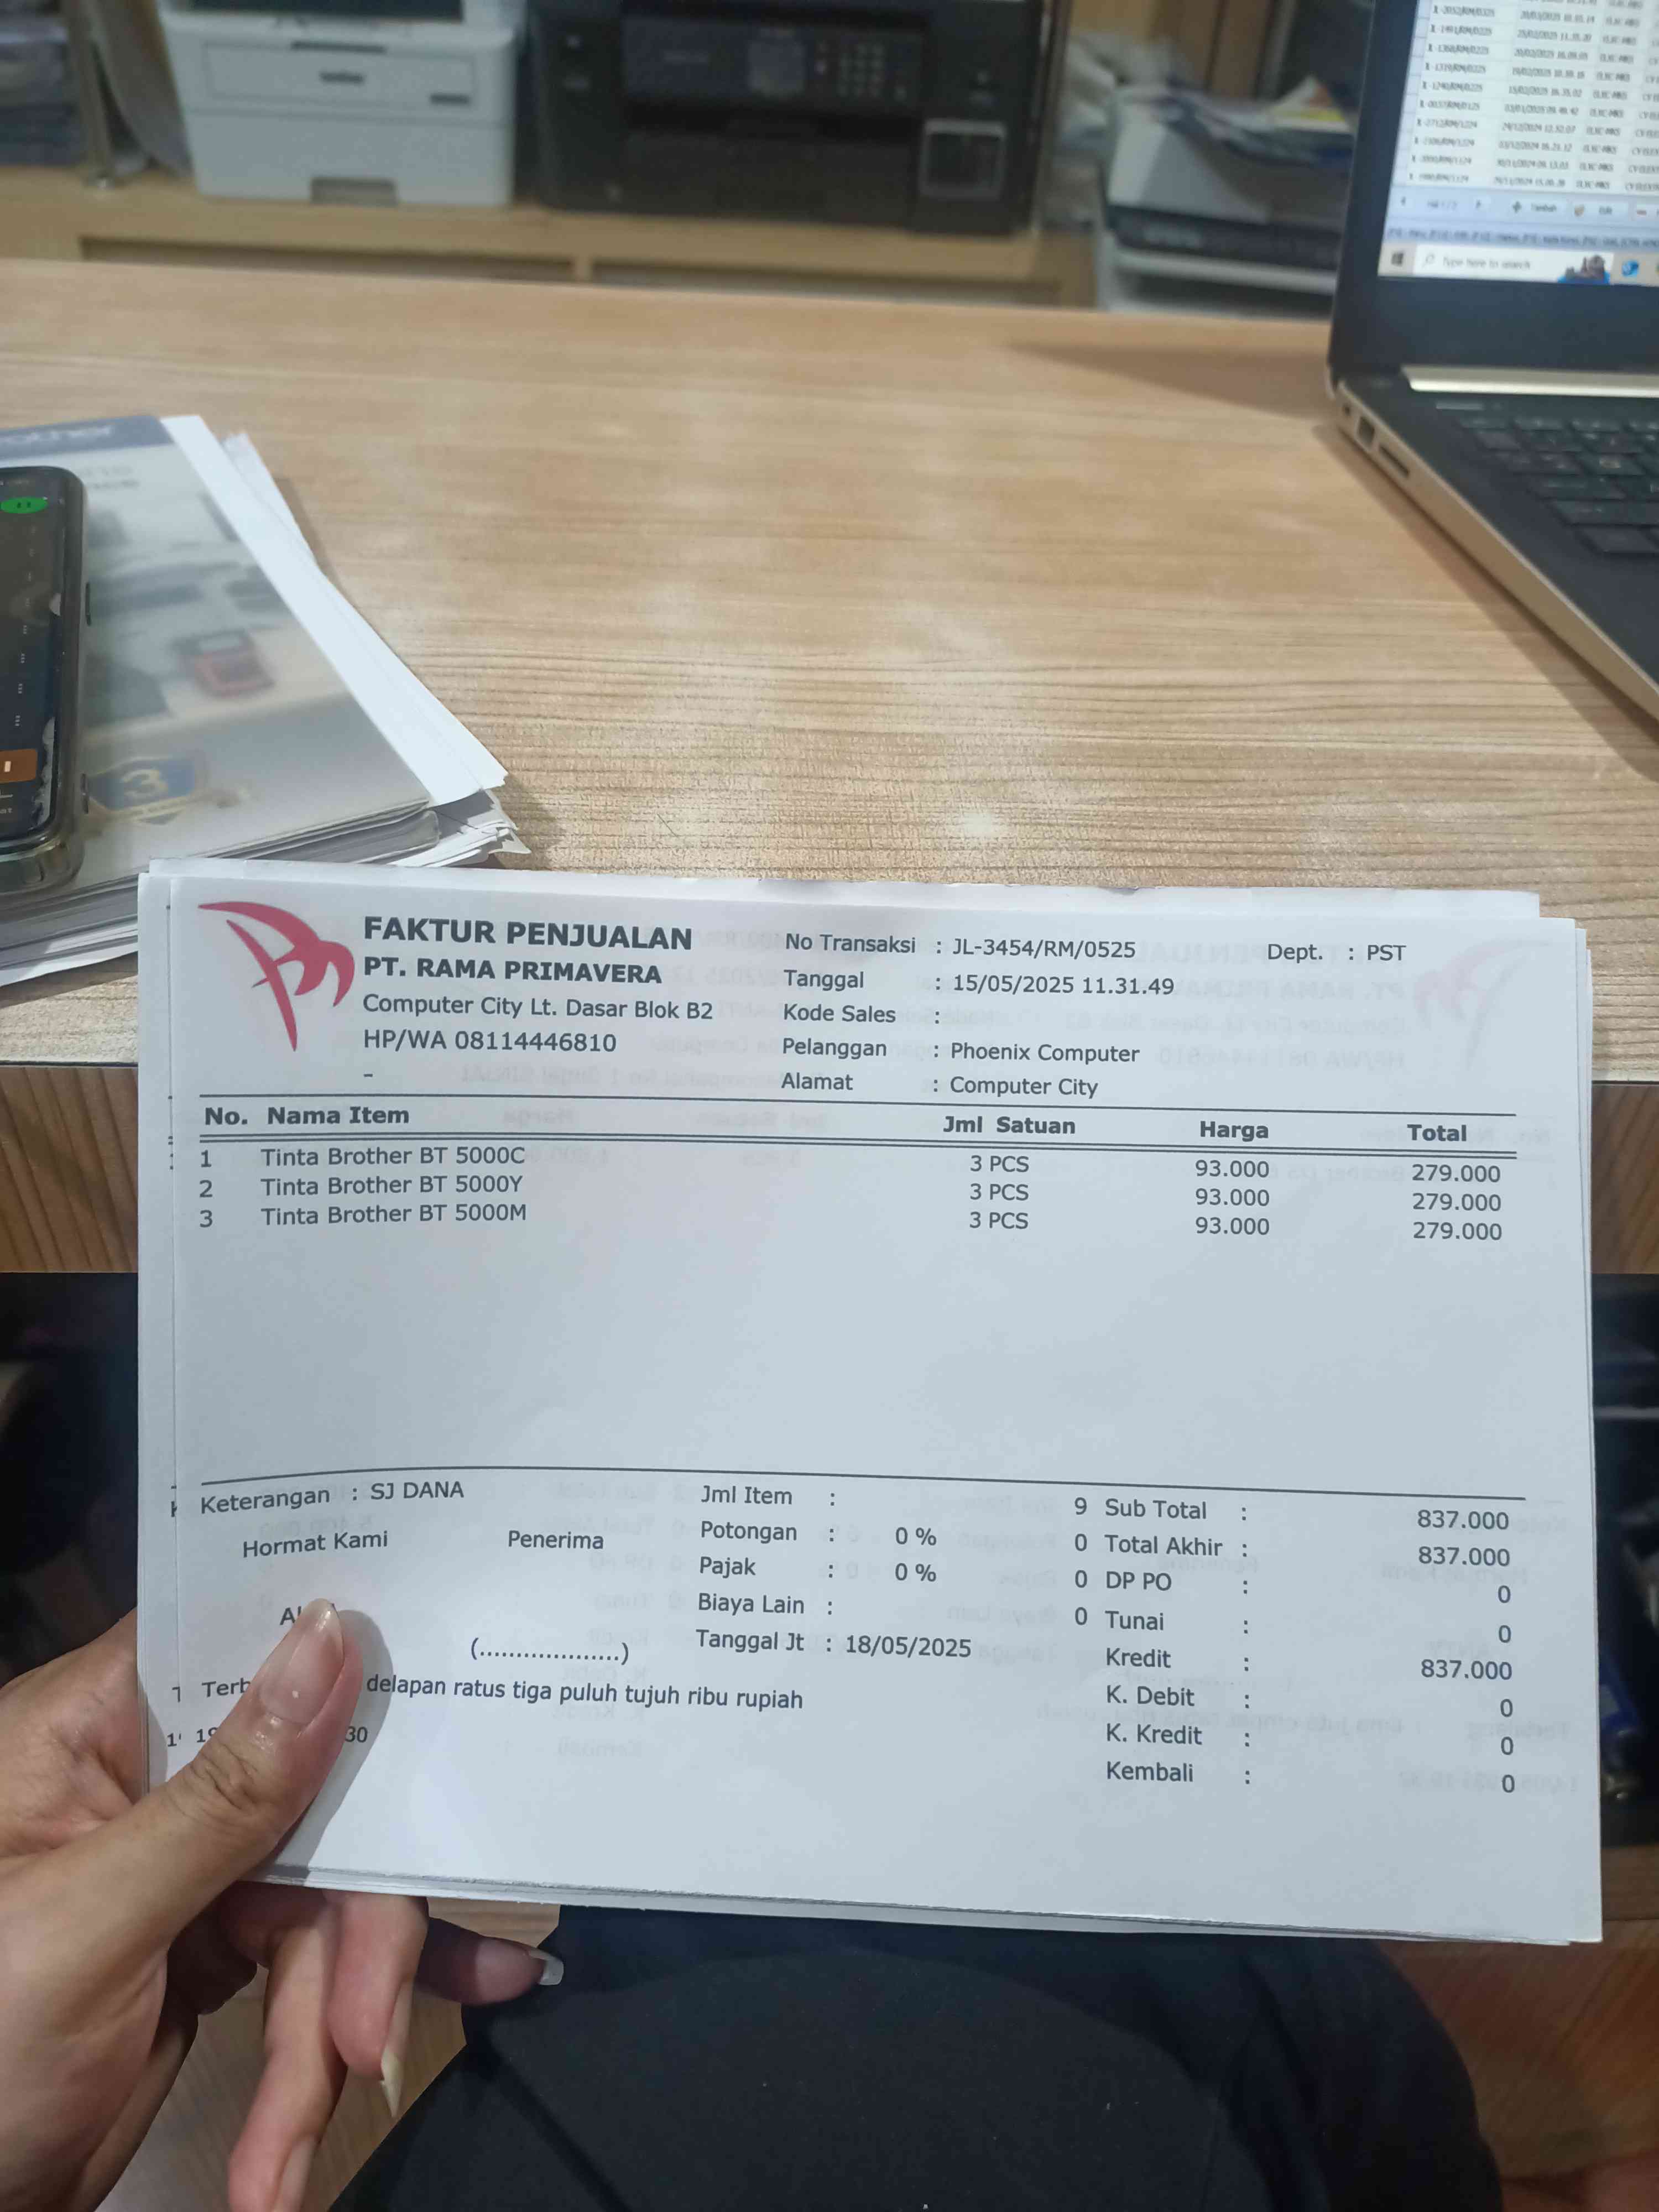 Type here to search
3
FAKTUR PENJUALAN
PT. RAMA PRIMAVERA
Computer City Lt. Dasar Blok B2
HP/WA 08114446810
-
No Transaksi : JL-3454/RM/0525 Dept. : PST
Tanggal : 15/05/2025 11.31.49
Kode Sales :
Pelanggan : Phoenix Computer
Alamat : Computer City
No. Nama Item Jml Satuan Harga Total
1 Tinta Brother BT 5000C 3 PCS 93.000 279.000
2 Tinta Brother BT 5000Y 3 PCS 93.000 279.000
3 Tinta Brother BT 5000M 3 PCS 93.000 279.000
Keterangan : SJ DANA
Hormat Kami Penerima
(...................)
delapan ratus tiga puluh tujuh ribu rupiah
30
Jml Item : 9
Potongan : 0 % 0
Pajak : 0 % 0
Biaya Lain : 0
Tanggal Jt : 18/05/2025
Sub Total : 837.000
Total Akhir : 837.000
DP PO : 0
Tunai : 0
Kredit : 837.000
K. Debit : 0
K. Kredit : 0
Kembali : 0